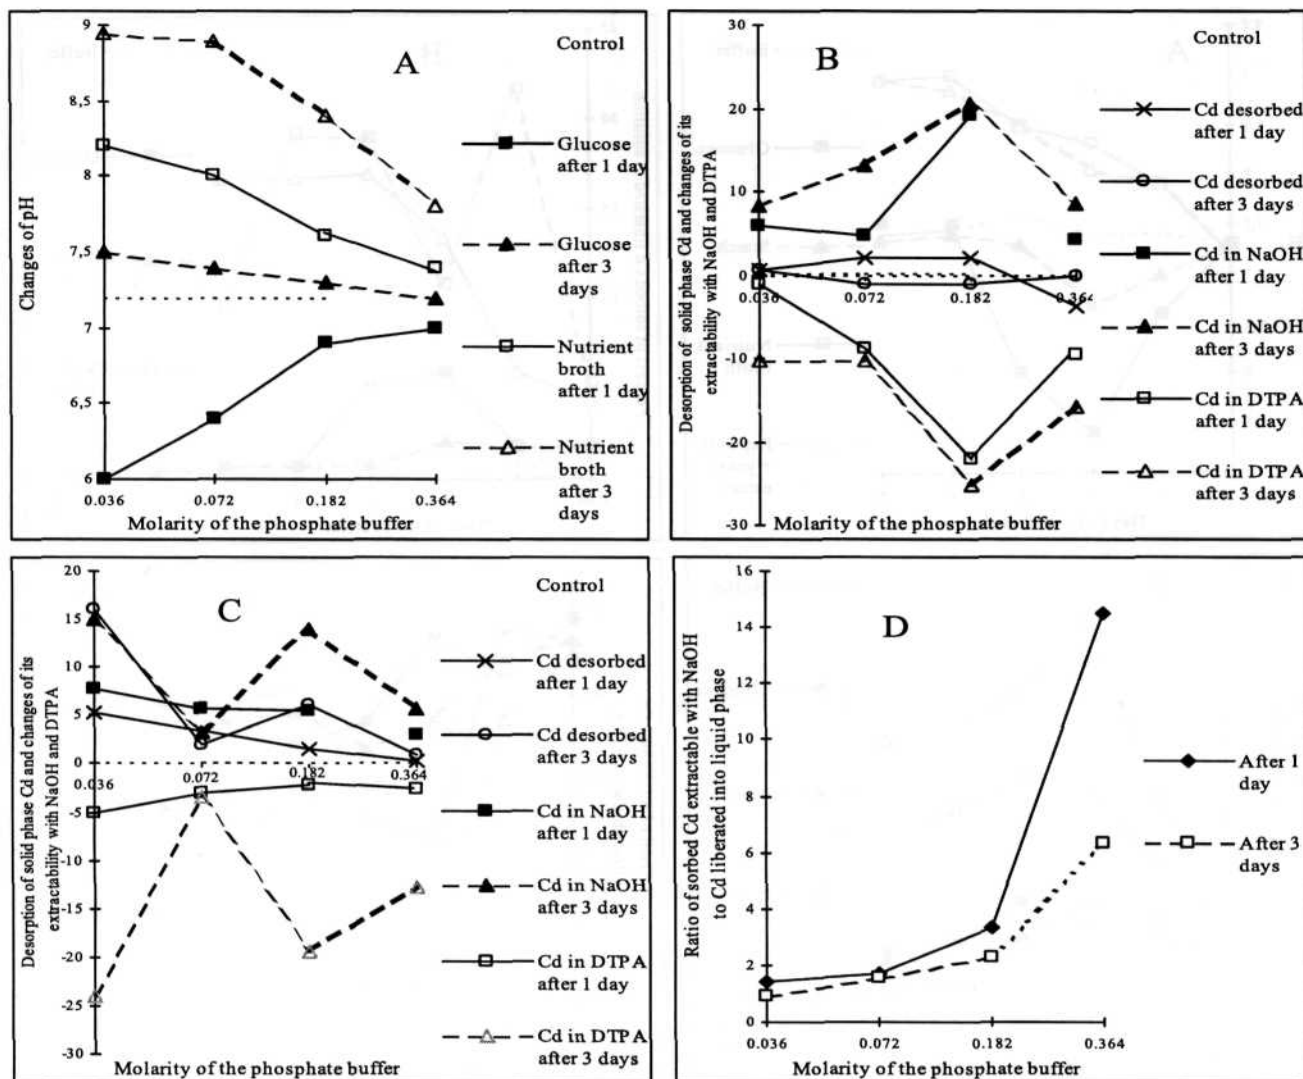 A
Changes of pH
9
8,5
8
7,5
7
6,5
6
0.036
0.072
0.182
0.364
Molarity of the phosphate buffer
Control
Glucose
after 1 day
Glucose
after 3
days
Nutrient
broth
after 1 day
Nutrient
broth
after 3
days
B
Desorption of solid phase Cd and changes of its
extractability with NaOH and DTPA
30
20
10
0
-10
-20
-30
0.036
0.072
0.182
0.364
Molarity of the phosphate buffer
Control
Cd desorbed
after 1 day
Cd desorbed
after 3 days
Cd in NaOH
after 1 day
Cd in NaOH
after 3 days
Cd in DTPA
after 1 day
Cd in DTPA
after 3 days
C
Desorption of solid phase Cd and changes of its
extractability with NaOH and DTPA
20
15
10
5
0
-5
-10
-15
-20
-25
-30
0.036
0.072
0.182
0.364
Molarity of the phosphate buffer
Control
Cd desorbed
after 1 day
Cd desorbed
after 3 days
Cd in NaOH
after 1 day
Cd in NaOH
after 3 days
Cd in DTPA
after 1 day
Cd in DTPA
after 3 days
D
Ratio of sorbed Cd extractable with NaOH
to Cd liberated into liquid phase
16
14
12
10
8
6
4
2
0
0.036
0.072
0.182
0.364
Molarity of the phosphate buffer
After 1
day
After 3
days